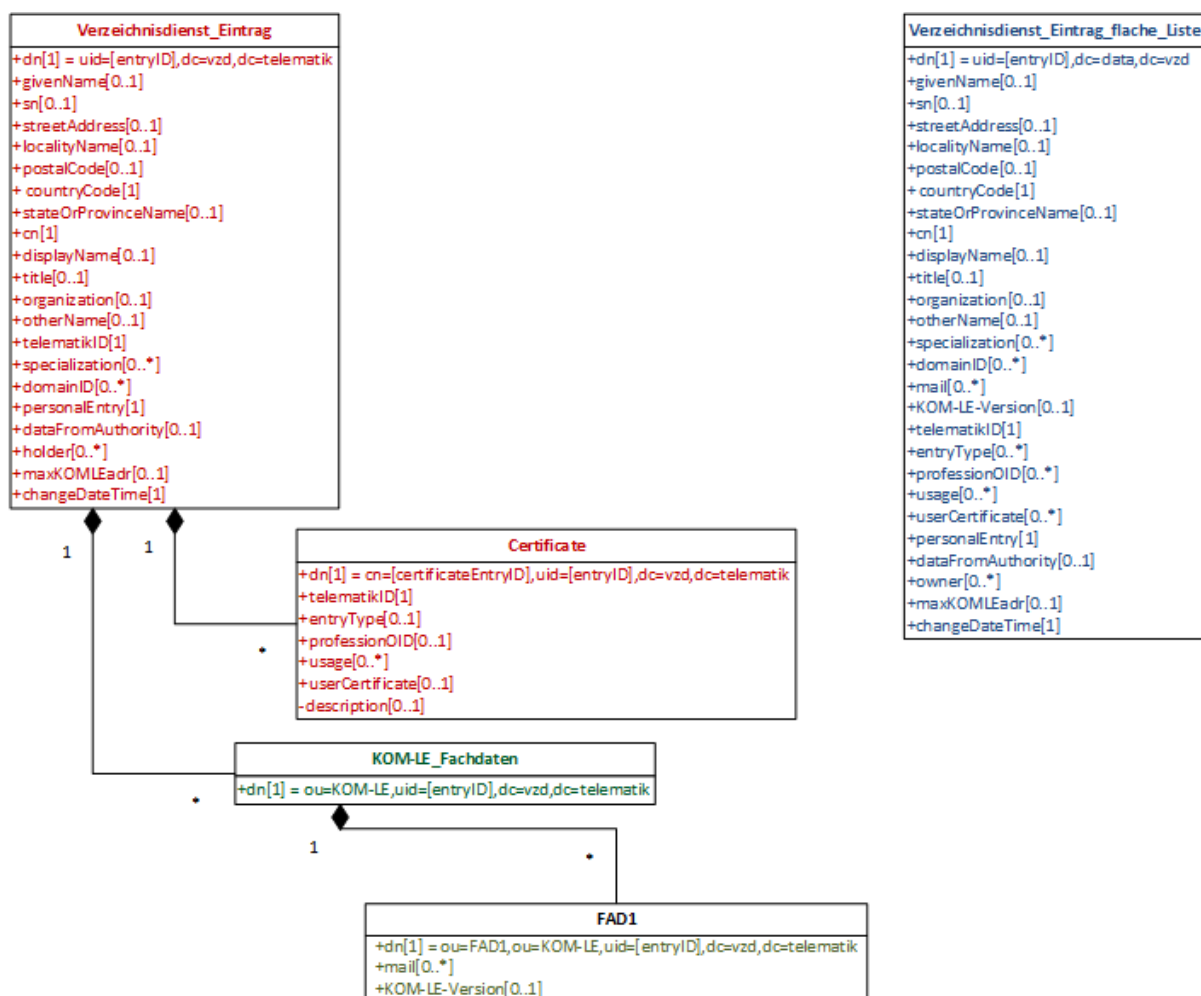 Verzeichnisdienst_Eintrag
+dn[1] = uid=[entryID],dc=vzd,dc=telematik
+givenName[0..1]
+sn[0..1]
+streetAddress[0..1]
+localityName[0..1]
+postalCode[0..1]
+ countryCode[1]
+stateOrProvinceName[0..1]
+cn[1]
+displayName[0..1]
+title[0..1]
+organization[0..1]
+otherName[0..1]
+telematikID[1]
+specialization[0..*]
+domainID[0..*]
+personalEntry[1]
+dataFromAuthority[0..1]
+holder[0..*]
+maxKOMLEadr[0..1]
+changeDateTime[1]
1
1
Certificate
+dn[1] = cn=[certificateEntryID],uid=[entryID],dc=vzd,dc=telematik
+telematikID[1]
+entryType[0..1]
+professionOID[0..1]
+usage[0..*]
+userCertificate[0..1]
-description[0..1]
*
KOM-LE_Fachdaten
+dn[1] = ou=KOM-LE,uid=[entryID],dc=vzd,dc=telematik
*
1
*
FAD1
+dn[1] = ou=FAD1,ou=KOM-LE,uid=[entryID],dc=vzd,dc=telematik
+mail[0..*]
+KOM-LE-Version[0..1]
Verzeichnisdienst_Eintrag_flache_Liste
+dn[1] = uid=[entryID],dc=data,dc=vzd
+givenName[0..1]
+sn[0..1]
+streetAddress[0..1]
+localityName[0..1]
+postalCode[0..1]
+ countryCode[1]
+stateOrProvinceName[0..1]
+cn[1]
+displayName[0..1]
+title[0..1]
+organization[0..1]
+otherName[0..1]
+specialization[0..*]
+domainID[0..*]
+mail[0..*]
+KOM-LE-Version[0..1]
+telematikID[1]
+entryType[0..*]
+professionOID[0..*]
+usage[0..*]
+userCertificate[0..*]
+personalEntry[1]
+dataFromAuthority[0..1]
+owner[0..*]
+maxKOMLEadr[0..1]
+changeDateTime[1]